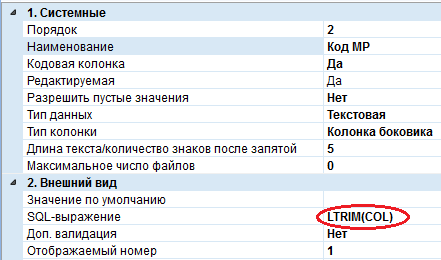 1. Системные
Порядок 2
Наименование Код МР
Кодовая колонка Да
Редактируемая Да
Разрешить пустые значения Нет
Тип данных Текстовая
Тип колонки Колонка боковика
Длина текста/количество знаков после запятой 5
Максимальное число файлов 0
2. Внешний вид
Значение по умолчанию
SQL-выражение LTRIM(COL)
Доп. валидация Нет
Отображаемый номер 1